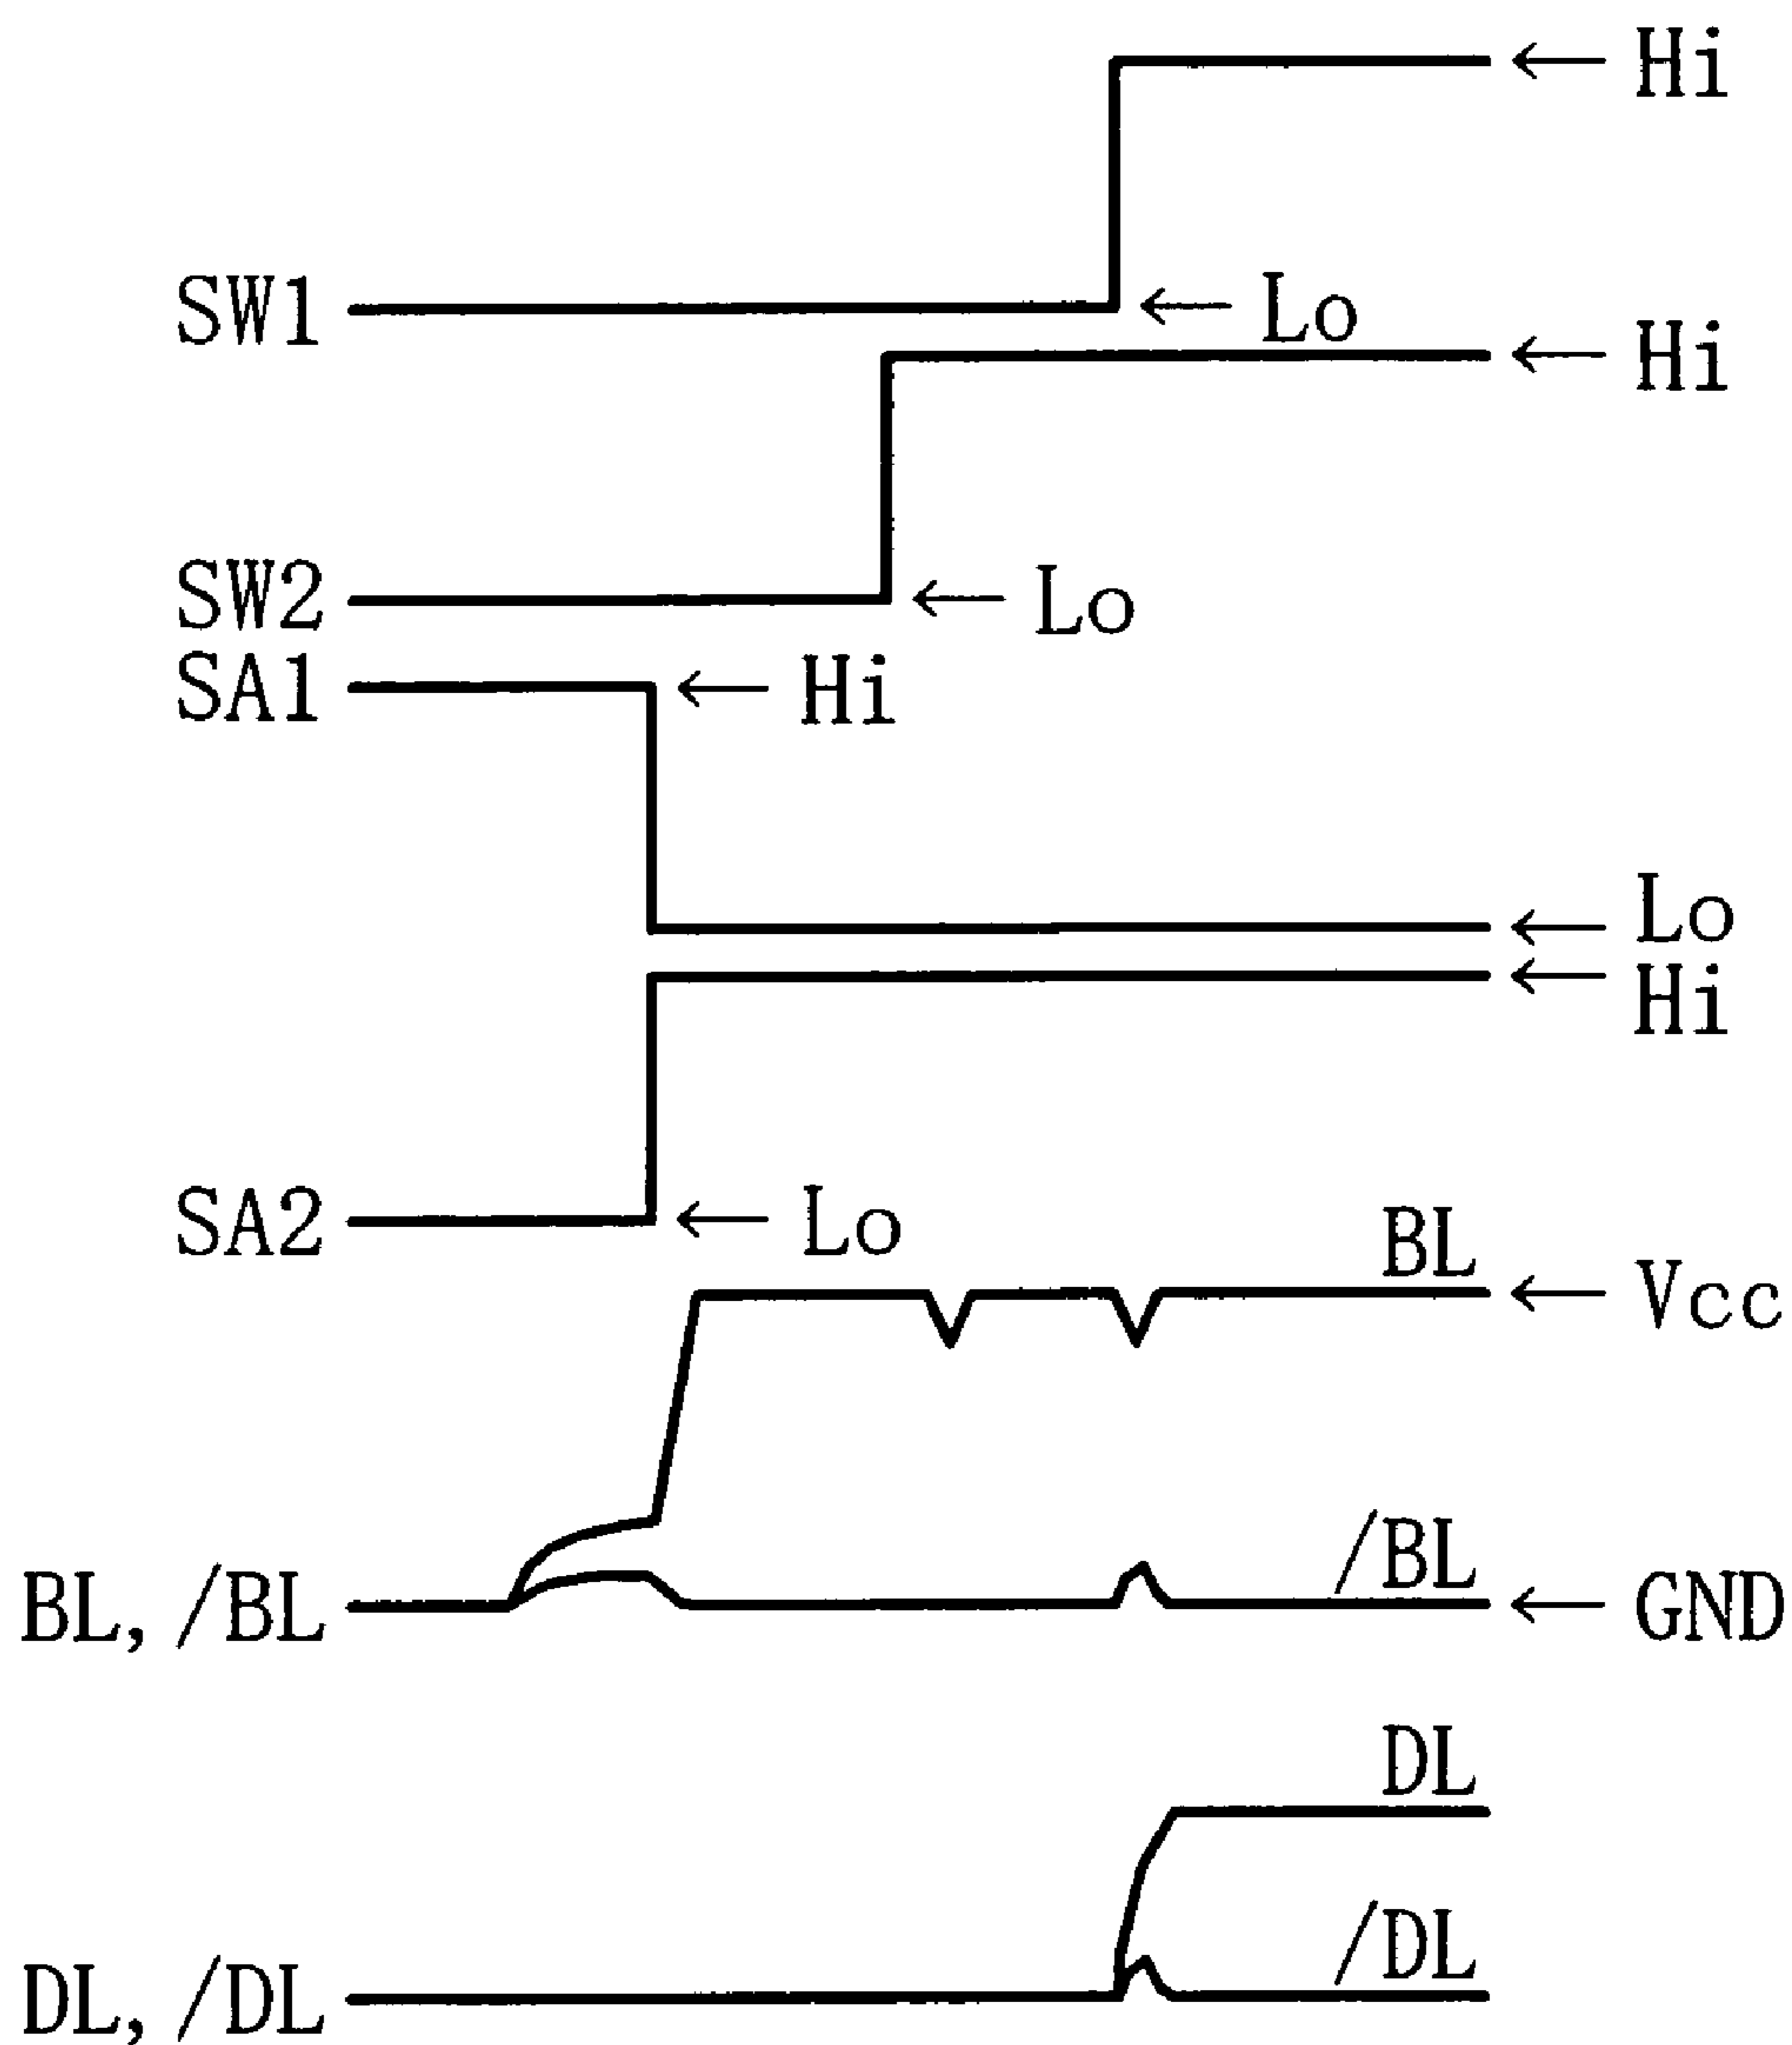 Hi
SW1
Lo
Hi
SW2
Lo
SA1
Hi
Lo
Hi
SA2
Lo
BL
Vcc
/BL
BL, /BL
GND
DL
/DL
DL, /DL